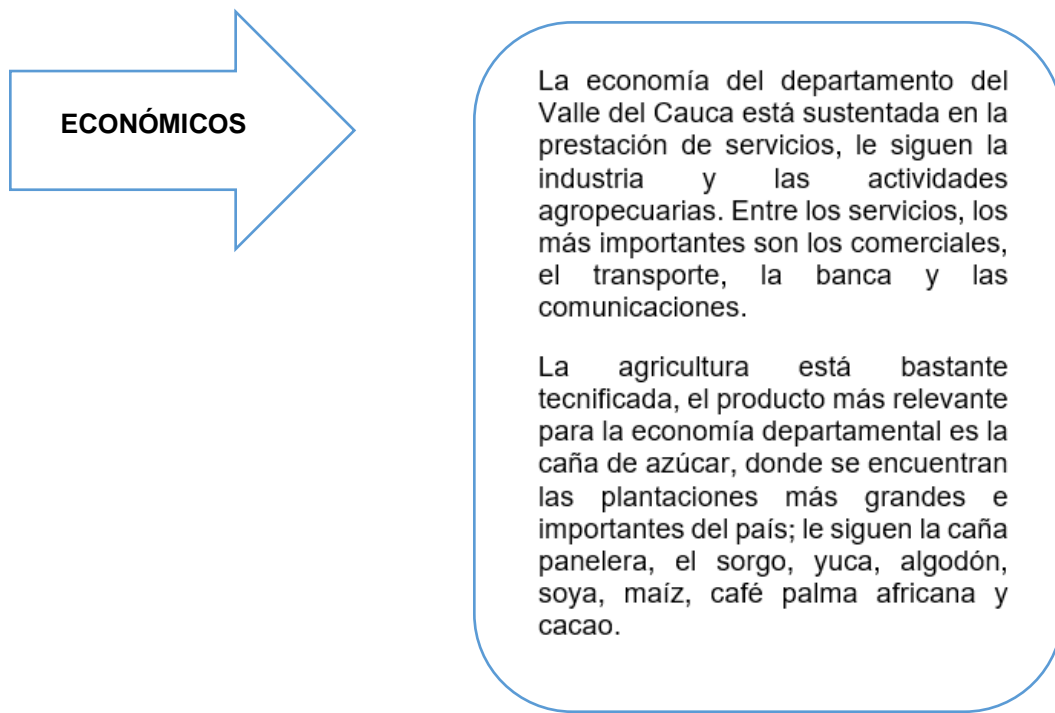 ECONÓMICOS
La economía del departamento del
Valle del Cauca está sustentada en la
prestación de servicios, le siguen la
industria y las actividades
agropecuarias. Entre los servicios, los
más importantes son los comerciales,
el transporte, la banca y las
comunicaciones.
La agricultura está bastante
tecnificada, el producto más relevante
para la economía departamental es la
caña de azúcar, donde se encuentran
las plantaciones más grandes e
importantes del país; le siguen la caña
panelera, el sorgo, yuca, algodón,
soya, maíz, café palma africana y
cacao.